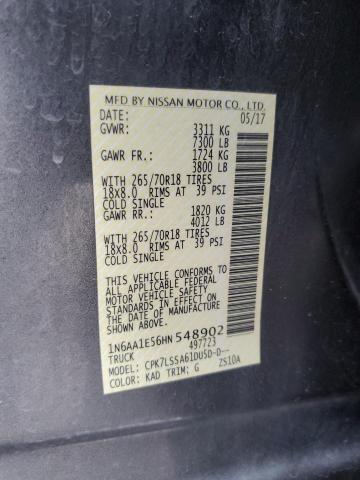 MFD BY NISSAN MOTOR CO., LTD.
DATE: 05/17
GVWR: 3311 KG
7300 LB
GAWR FR.: 1724 KG
3800 LB
WITH 265/70R18 TIRES
18X8.0 RIMS AT 39 PSI
COLD SINGLE
GAWR RR.: 1820 KG
4012 LB
WITH 265/70R18 TIRES
18X8.0 RIMS AT 39 PSI
COLD SINGLE
THIS VEHICLE CONFORMS TO
ALL APPLICABLE FEDERAL
MOTOR VEHICLE SAFETY
STANDARDS IN EFFECT ON
THE DATE OF MANUFACTURE
SHOWN ABOVE.
1N6AA1E56HN548902
TRUCK 497723
MODEL: CPK7LSSA61DU5D-D--
COLOR: KAD TRIM: G ZS10A